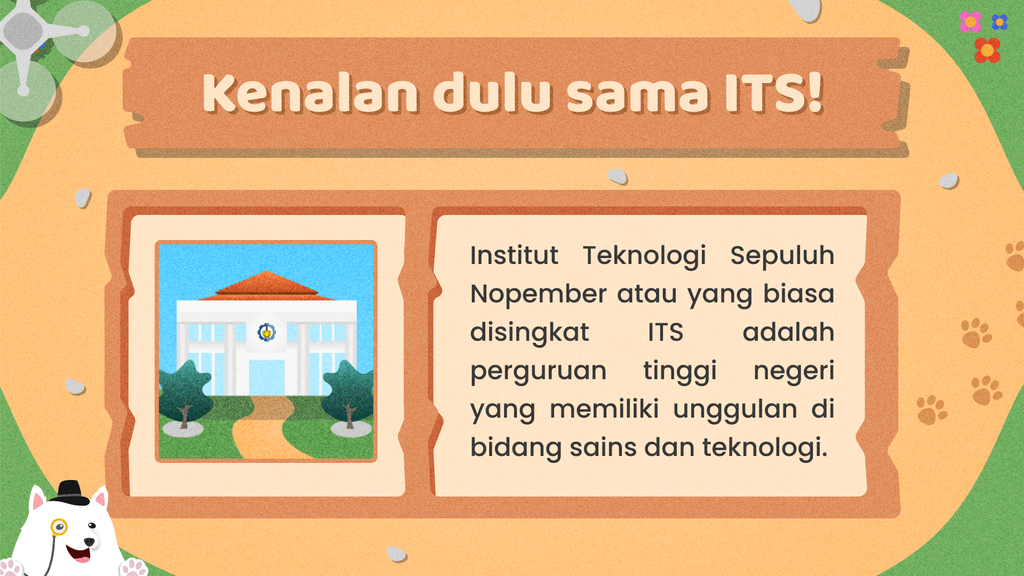 Kenalan dulu sama ITS!
Institut Teknologi Sepuluh
Nopember atau yang biasa
disingkat ITS adalah
perguruan tinggi negeri
yang memiliki unggulan di
bidang sains dan teknologi.